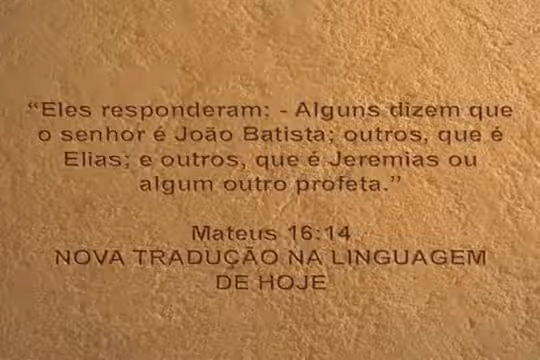 “Eles responderam: - Alguns dizem que
o senhor é João Batista; outros, que é
Elias; e outros, que é Jeremias ou
algum outro profeta.”
Mateus 16:14
NOVA TRADUÇÃO NA LINGUAGEM
DE HOJE